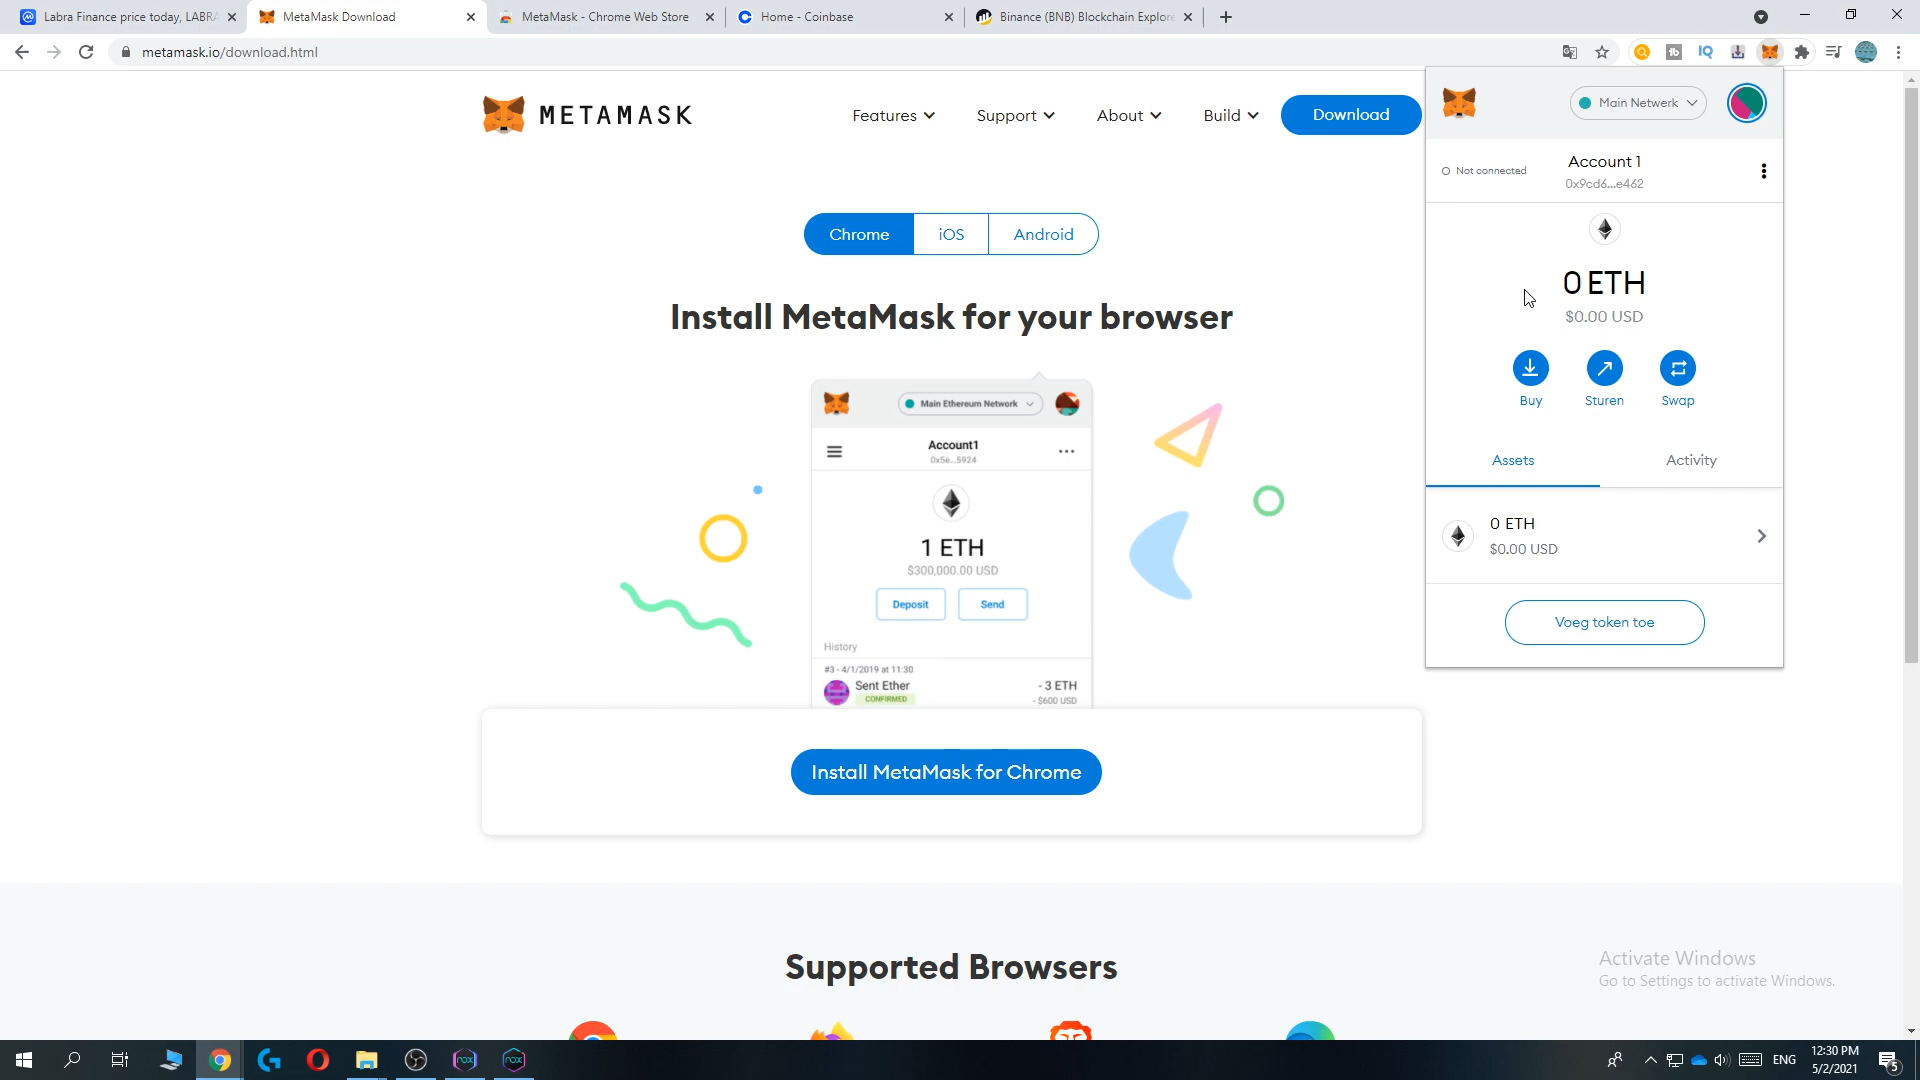 Labra Finance price today, LABRA
MetaMask Download
MetaMask - Chrome Web Store
Home - Coinbase
Binance (BNB) Blockchain Explore
metamask.io/download.html
METAMASK
Features
Support
About
Build
Download
Chrome
iOS
Android
Install MetaMask for your browser
Main Ethereum Network
Account1
0x5e...5924
1 ETH
$300,000.00 USD
Deposit
Send
History
#3 - 4/1/2019 at 11:30
Sent Ether
- 3 ETH
CONFIRMED
- $600 USD
Install MetaMask for Chrome
Supported Browsers
Main Netwerk
Not connected
Account 1
0x9cd6...e462
0 ETH
$0.00 USD
Buy
Sturen
Swap
Assets
Activity
0 ETH
$0.00 USD
Voeg token toe
Activate Windows
Go to Settings to activate Windows.
ENG
12:30 PM
5/2/2021
5